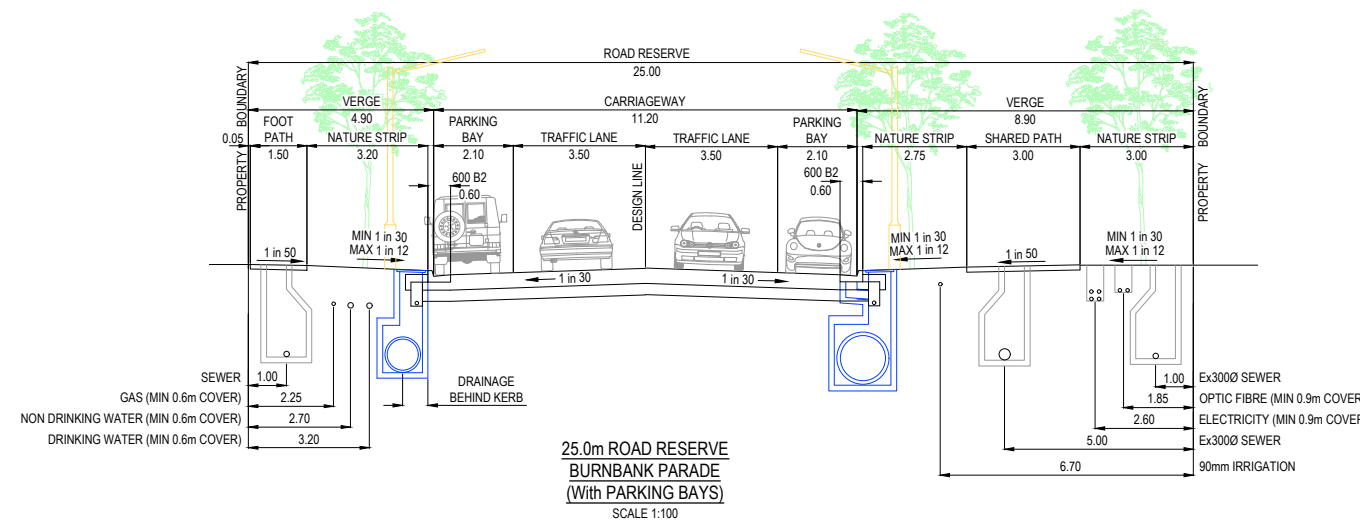 ROAD RESERVE
25.00
VERGE
4.90
CARRIAGEWAY
11.20
VERGE
8.90
PROPERTY BOUNDARY
0.05
FOOT
PATH
1.50
NATURE STRIP
3.20
PARKING
BAY
2.10
TRAFFIC LANE
3.50
TRAFFIC LANE
3.50
PARKING
BAY
2.10
NATURE STRIP
2.75
SHARED PATH
3.00
NATURE STRIP
3.00
PROPERTY BOUNDARY
600 B2
0.60
DESIGN LINE
600 B2
0.60
1 in 50
MIN 1 in 30
MAX 1 in 12
1 in 30
1 in 30
MIN 1 in 30
MAX 1 in 12
1 in 50
MIN 1 in 30
MAX 1 in 12
SEWER
1.00
GAS (MIN 0.6m COVER)
2.25
NON DRINKING WATER (MIN 0.6m COVER)
2.70
DRINKING WATER (MIN 0.6m COVER)
3.20
DRAINAGE
BEHIND KERB
1.00
Ex300Ø SEWER
1.85
OPTIC FIBRE (MIN 0.9m COVER
2.60
ELECTRICITY (MIN 0.9m COVER
5.00
Ex300Ø SEWER
6.70
90mm IRRIGATION
25.0m ROAD RESERVE
BURNBANK PARADE
(With PARKING BAYS)
SCALE 1:100